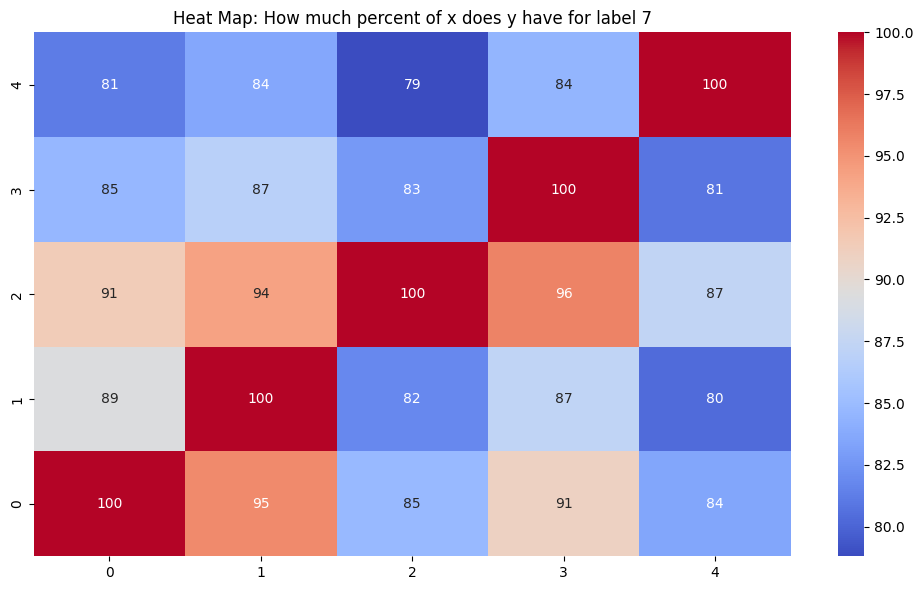 Heat Map: How much percent of x does y have for label 7
4 81 84 79 84 100
3 85 87 83 100 81
2 91 94 100 96 87
1 89 100 82 87 80
0 100 95 85 91 84
0 1 2 3 4
100.0
97.5
95.0
92.5
90.0
87.5
85.0
82.5
80.0